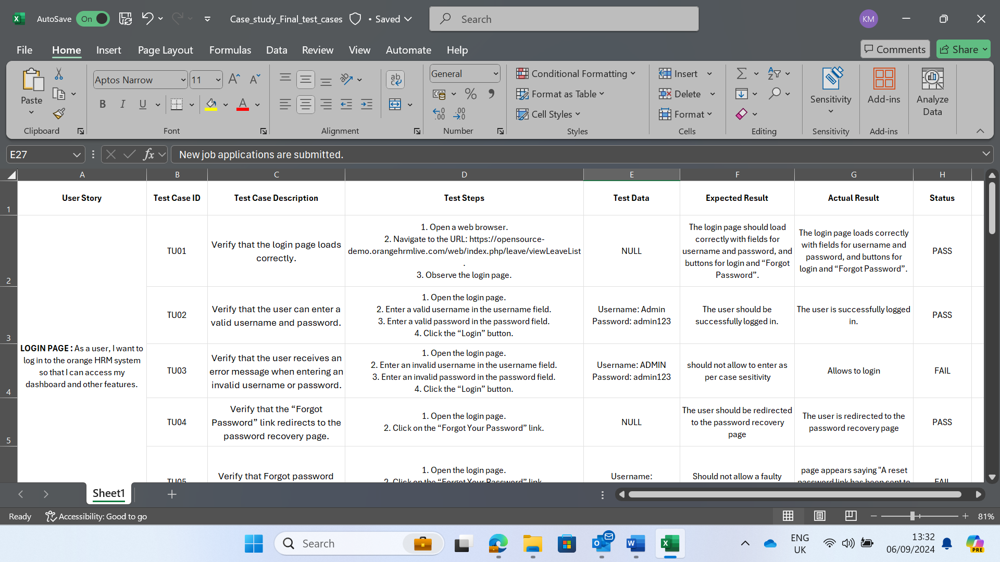 AutoSave On Case_study_Final_test_cases • Saved Search KM
File Home Insert Page Layout Formulas Data Review View Automate Help Comments Share
Paste
Clipboard
Aptos Narrow 11
B I U A
Font
Alignment
General
Number
Conditional Formatting
Format as Table
Cell Styles
Styles
Insert
Delete
Format
Cells
Editing
Sensitivity
Sensitivity
Add-ins
Add-ins
Analyze
Data
E27 fx New job applications are submitted.
A B C D E F G H
1 User Story Test Case ID Test Case Description Test Steps Test Data Expected Result Actual Result Status
LOGIN PAGE : As a user, I want to
log in to the orange HRM system
so that I can access my
dashboard and other features.
2
TU01
Verify that the login page loads
correctly.
1. Open a web browser.
2. Navigate to the URL: https://opensource-
demo.orangehrmlive.com/web/index.php/leave/viewLeaveList
.
3. Observe the login page.
NULL
The login page should load
correctly with fields for
username and password, and
buttons for login and “Forgot
Password”.
The login page loads correctly
with fields for username and
password, and buttons for
login and “Forgot Password”.
PASS
3
TU02
Verify that the user can enter a
valid username and password.
1. Open the login page.
2. Enter a valid username in the username field.
3. Enter a valid password in the password field.
4. Click the “Login” button.
Username: Admin
Password: admin123
The user should be
successfully logged in.
The user is successfully logged
in.
PASS
4
TU03
Verify that the user receives an
error message when entering an
invalid username or password.
1. Open the login page.
2. Enter an invalid username in the username field.
3. Enter an invalid password in the password field.
4. Click the “Login” button.
Username: ADMIN
Password: admin123
should not allow to enter as
per case sesitivity
Allows to login
FAIL
5
TU04
Verify that the “Forgot
Password” link redirects to the
password recovery page.
1. Open the login page.
2. Click on the “Forgot Your Password” link.
NULL
The user should be redirected
to the password recovery
page
The user is redirected to the
password recovery page
PASS
TU05
Verify that Forgot password
1. Open the login page.
2. Click on the “Forgot Your Password” link.
Username:
Should not allow a faulty
page appears saying "A reset
password link has been sent to
FAIL
Sheet1
Ready Accessibility: Good to go 81%
Search
ENG
UK
13:32
06/09/2024
PRE